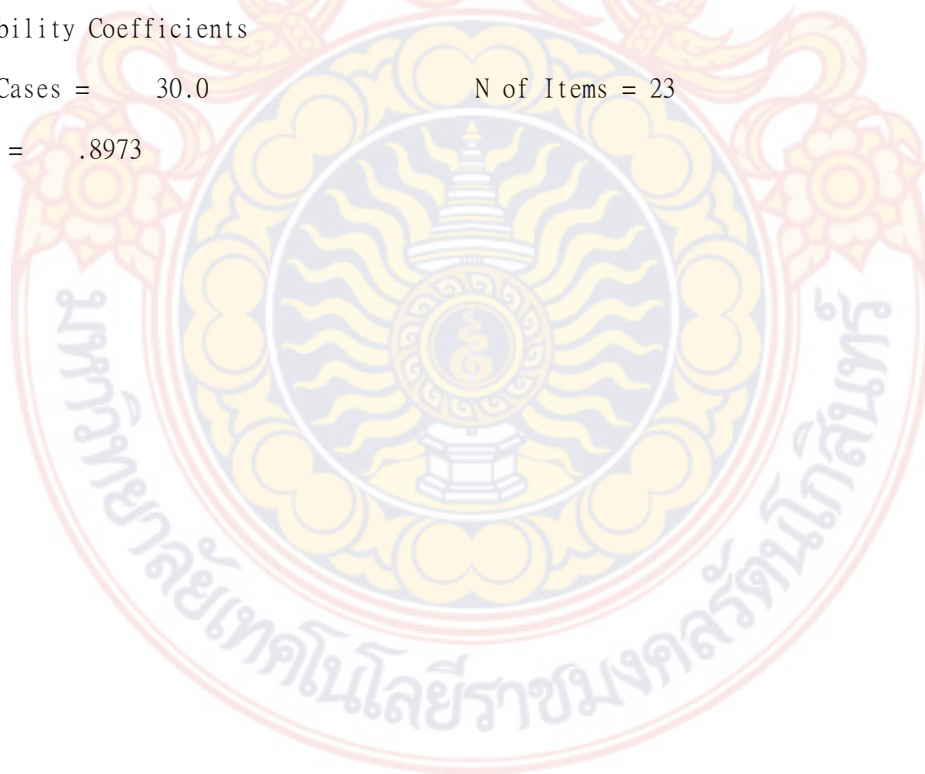 bility Coefficients
Cases = 30.0 N of Items = 23
= .8973
มหาวิทยาลัยเทคโนโลยีราชมงคลรัตนโกสินทร์